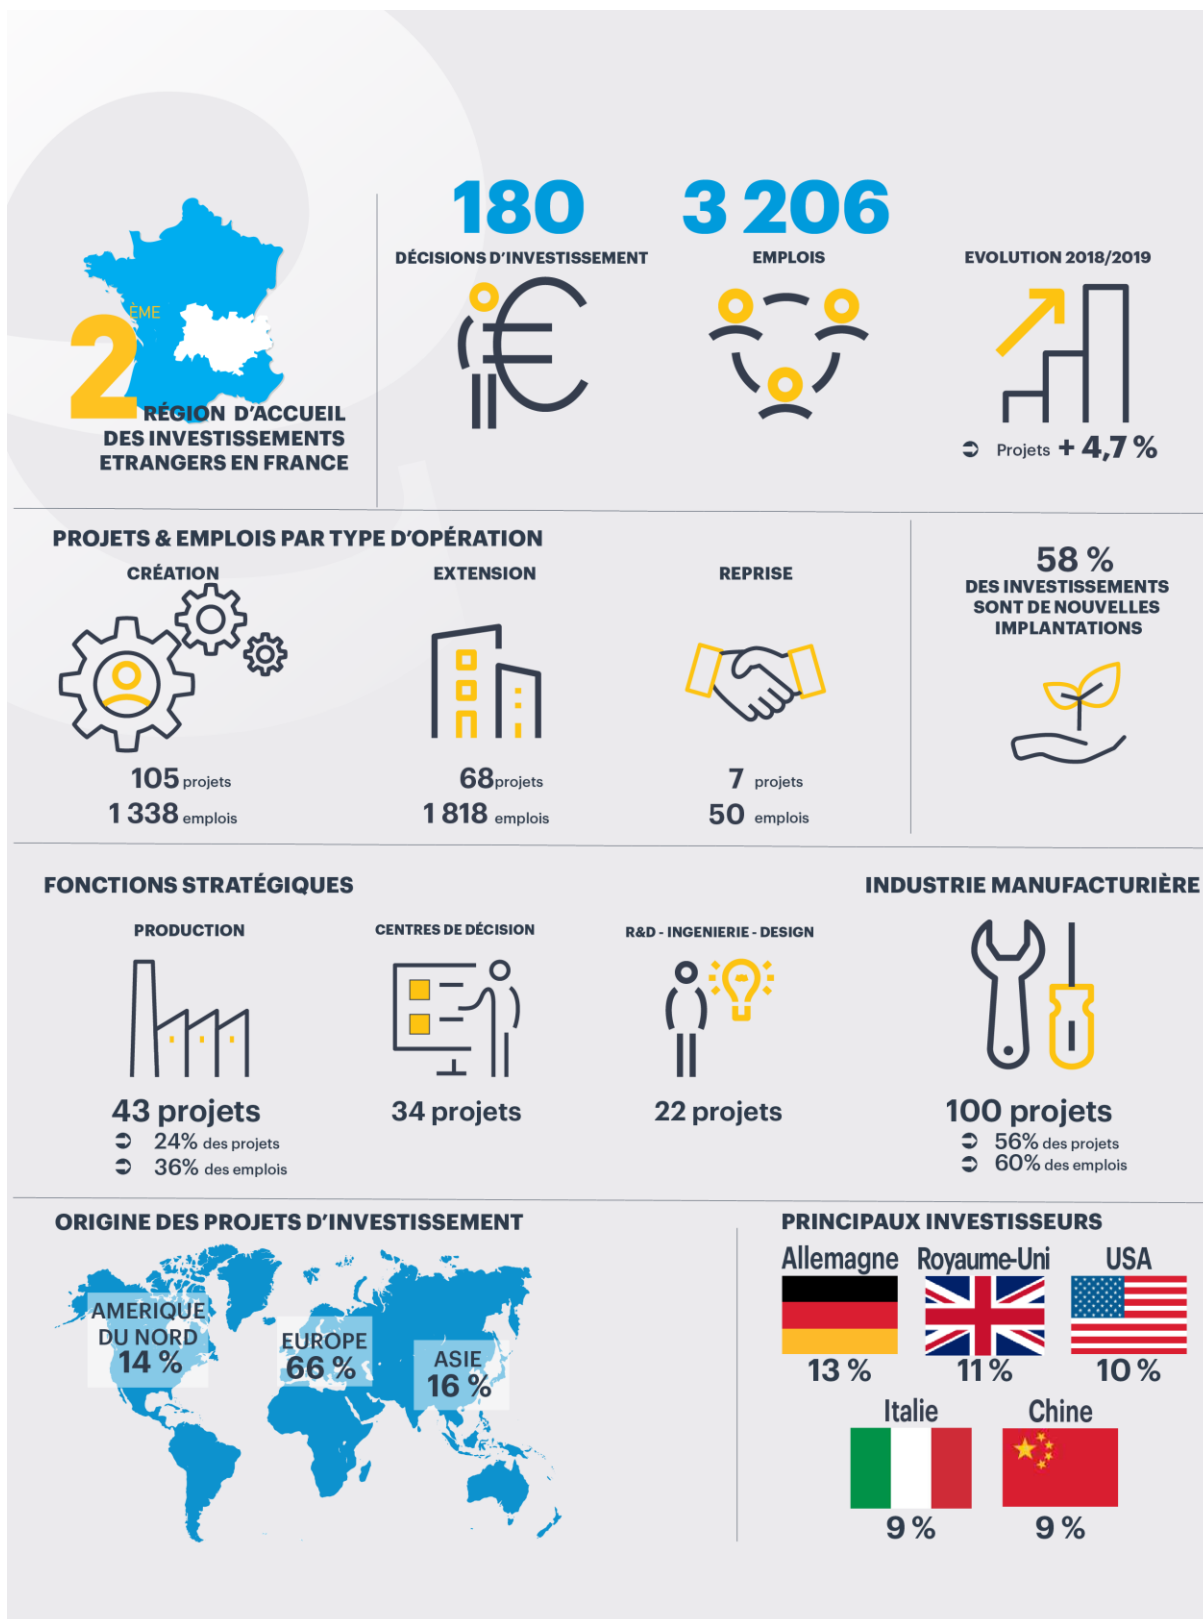 2ÈME
RÉGION D'ACCUEIL
DES INVESTISSEMENTS
ETRANGERS EN FRANCE
180
DÉCISIONS D'INVESTISSEMENT
3 206
EMPLOIS
EVOLUTION 2018/2019
Projets + 4,7 %
PROJETS & EMPLOIS PAR TYPE D'OPÉRATION
CRÉATION
105 projets
1 338 emplois
EXTENSION
68 projets
1 818 emplois
REPRISE
7 projets
50 emplois
58 %
DES INVESTISSEMENTS
SONT DE NOUVELLES
IMPLANTATIONS
FONCTIONS STRATÉGIQUES
PRODUCTION
43 projets
24% des projets
36% des emplois
CENTRES DE DÉCISION
34 projets
R&D - INGENIERIE - DESIGN
22 projets
INDUSTRIE MANUFACTURIÈRE
100 projets
56% des projets
60% des emplois
ORIGINE DES PROJETS D'INVESTISSEMENT
AMERIQUE
DU NORD
14 %
EUROPE
66 %
ASIE
16 %
PRINCIPAUX INVESTISSEURS
Allemagne
13 %
Royaume-Uni
11 %
USA
10 %
Italie
9 %
Chine
9 %